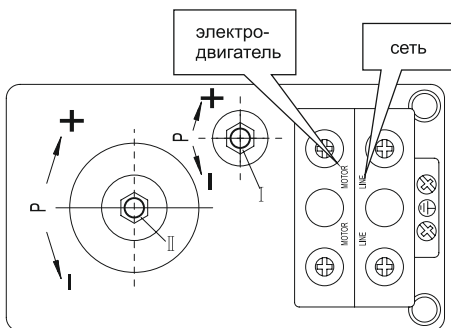 электро-
двигатель
сеть
+
+
P
P
−
−
I
II
MOTOR
LINE
MOTOR
LINE